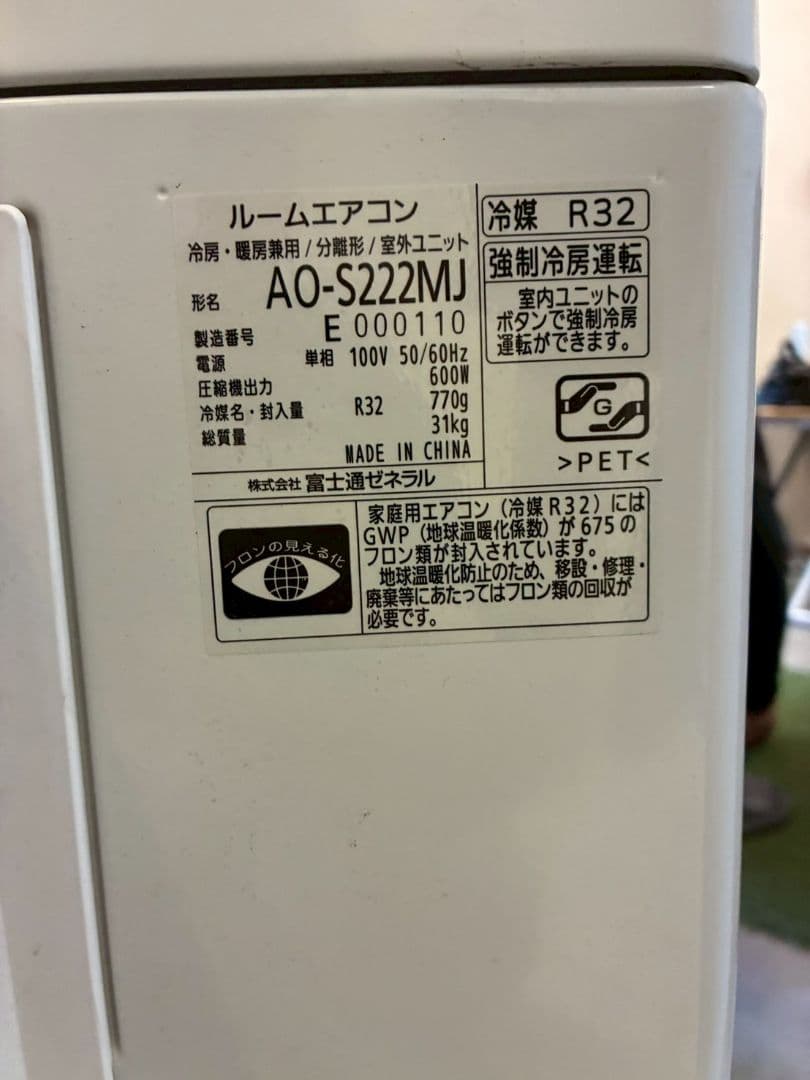 ルームエアコン
冷房・暖房兼用/分離形/室外ユニット
形名 AO-S222MJ
製造番号 E 000110
電源 単相 100V 50/60Hz
圧縮機出力 600W
冷媒名・封入量 R32 770g
総質量 31kg
MADE IN CHINA
株式会社 富士通ゼネラル
冷媒 R32
強制冷房運転
室内ユニットの
ボタンで強制冷房
運転ができます。
G
>PET<
フロンの見える化
家庭用エアコン(冷媒R32)には
GWP(地球温暖化係数)が675の
フロン類が封入されています。
地球温暖化防止のため、移設・修理・
廃棄等にあたってはフロン類の回収が
必要です。